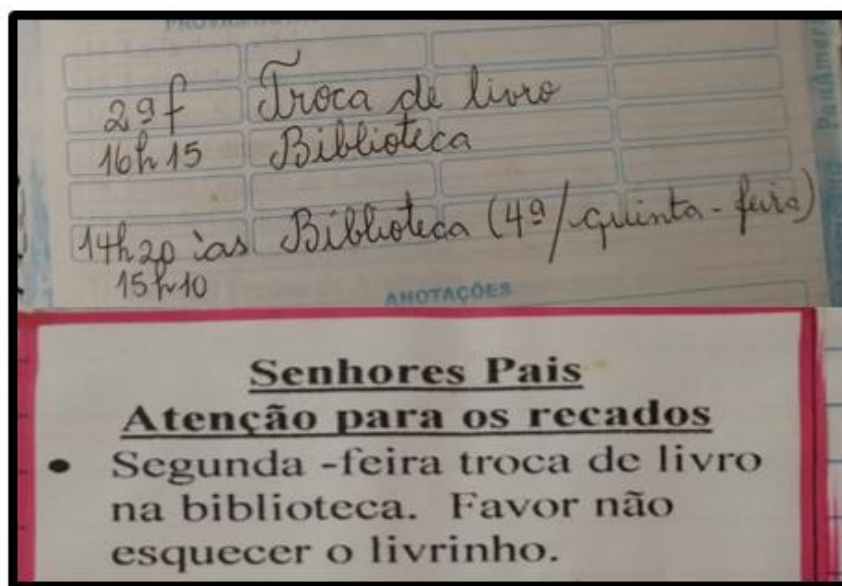 2ª f Troca de livro
16h15 Biblioteca
14h20 às Biblioteca (4ª/quinta-feira)
15h10
ANOTAÇÕES
Senhores Pais
Atenção para os recados
• Segunda -feira troca de livro
na biblioteca. Favor não
esquecer o livrinho.